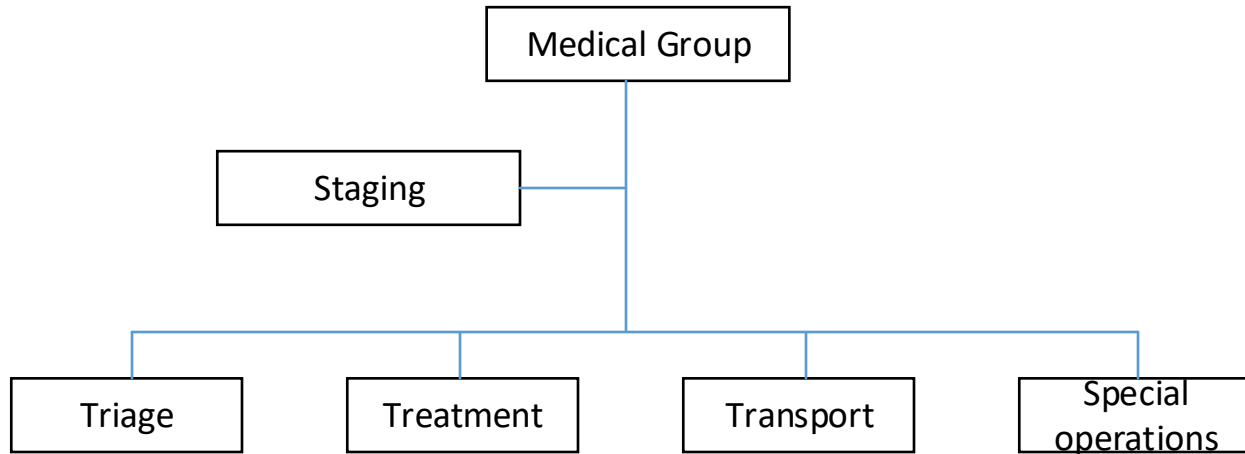 Medical Group
Staging
Triage
Treatment
Transport
Special
operations